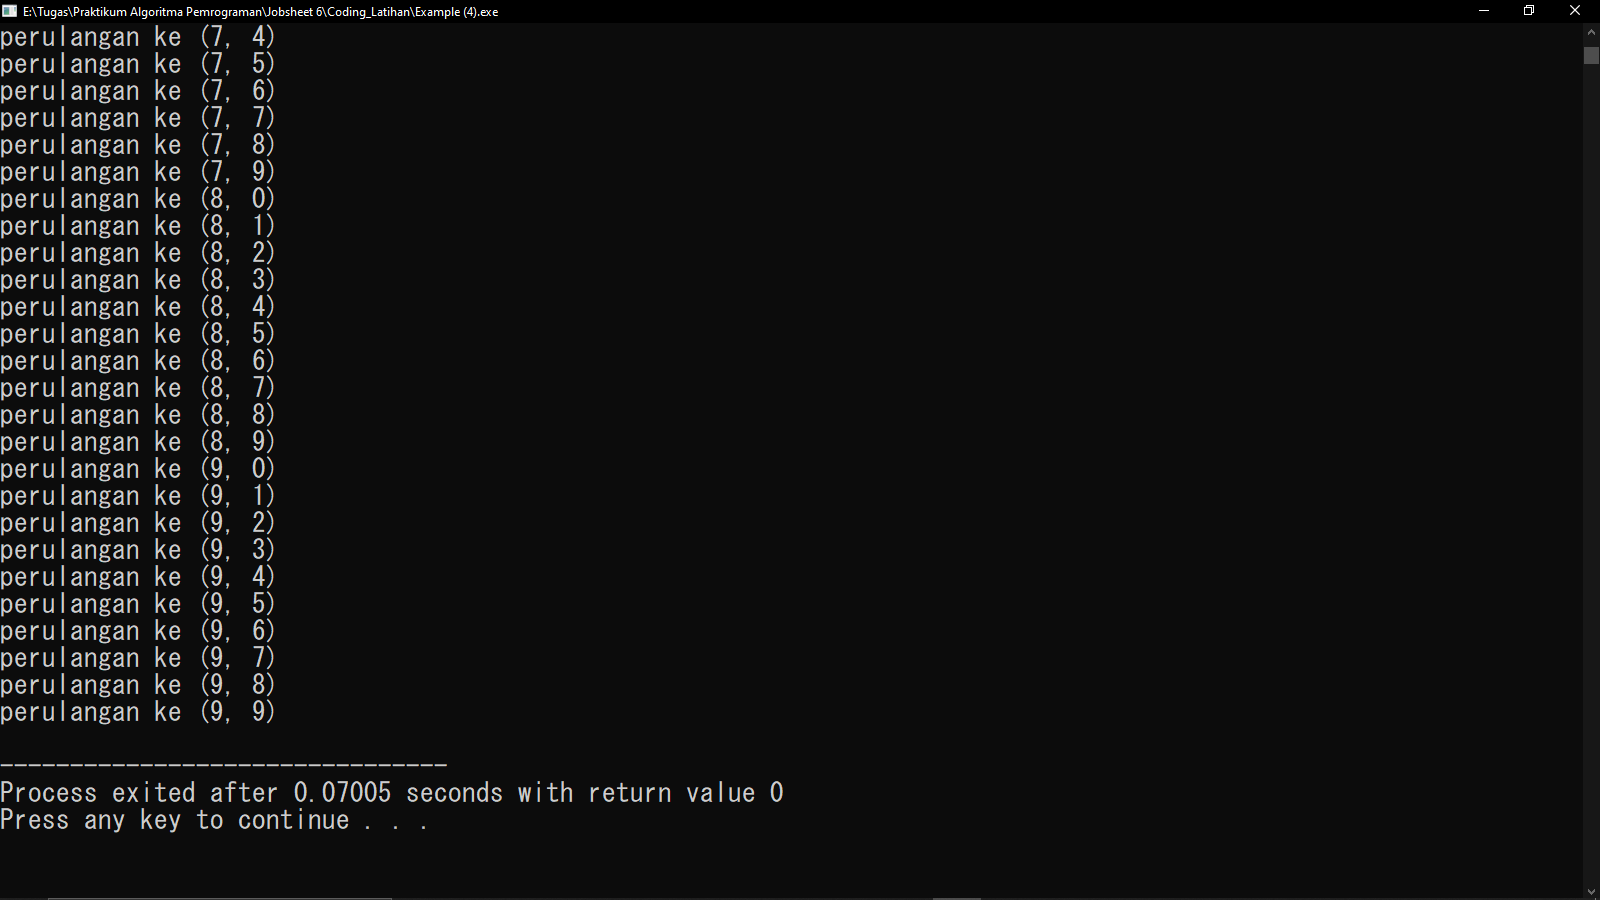 E:\Tugas\Praktikum Algoritma Pemrograman\Jobsheet 6\Coding_Latihan\Example (4).exe
perulangan ke (7, 4)
perulangan ke (7, 5)
perulangan ke (7, 6)
perulangan ke (7, 7)
perulangan ke (7, 8)
perulangan ke (7, 9)
perulangan ke (8, 0)
perulangan ke (8, 1)
perulangan ke (8, 2)
perulangan ke (8, 3)
perulangan ke (8, 4)
perulangan ke (8, 5)
perulangan ke (8, 6)
perulangan ke (8, 7)
perulangan ke (8, 8)
perulangan ke (8, 9)
perulangan ke (9, 0)
perulangan ke (9, 1)
perulangan ke (9, 2)
perulangan ke (9, 3)
perulangan ke (9, 4)
perulangan ke (9, 5)
perulangan ke (9, 6)
perulangan ke (9, 7)
perulangan ke (9, 8)
perulangan ke (9, 9)
--------------------------------
Process exited after 0.07005 seconds with return value 0
Press any key to continue . . .